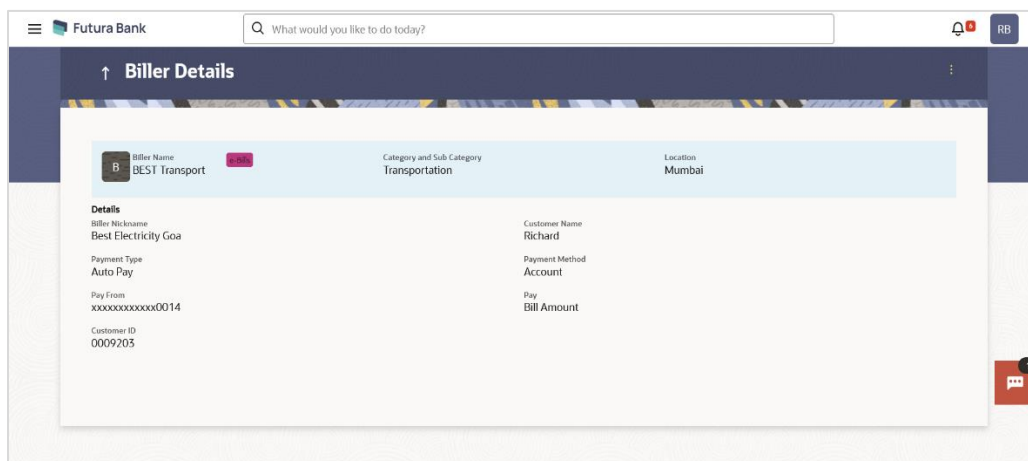 Futura Bank
What would you like to do today?
6
RB
↑ Biller Details
B
Biller Name
BEST Transport
e-Bills
Category and Sub Category
Transportation
Location
Mumbai
Details
Biller Nickname
Best Electricity Goa
Customer Name
Richard
Payment Type
Auto Pay
Payment Method
Account
Pay From
xxxxxxxxxxxx0014
Pay
Bill Amount
Customer ID
0009203